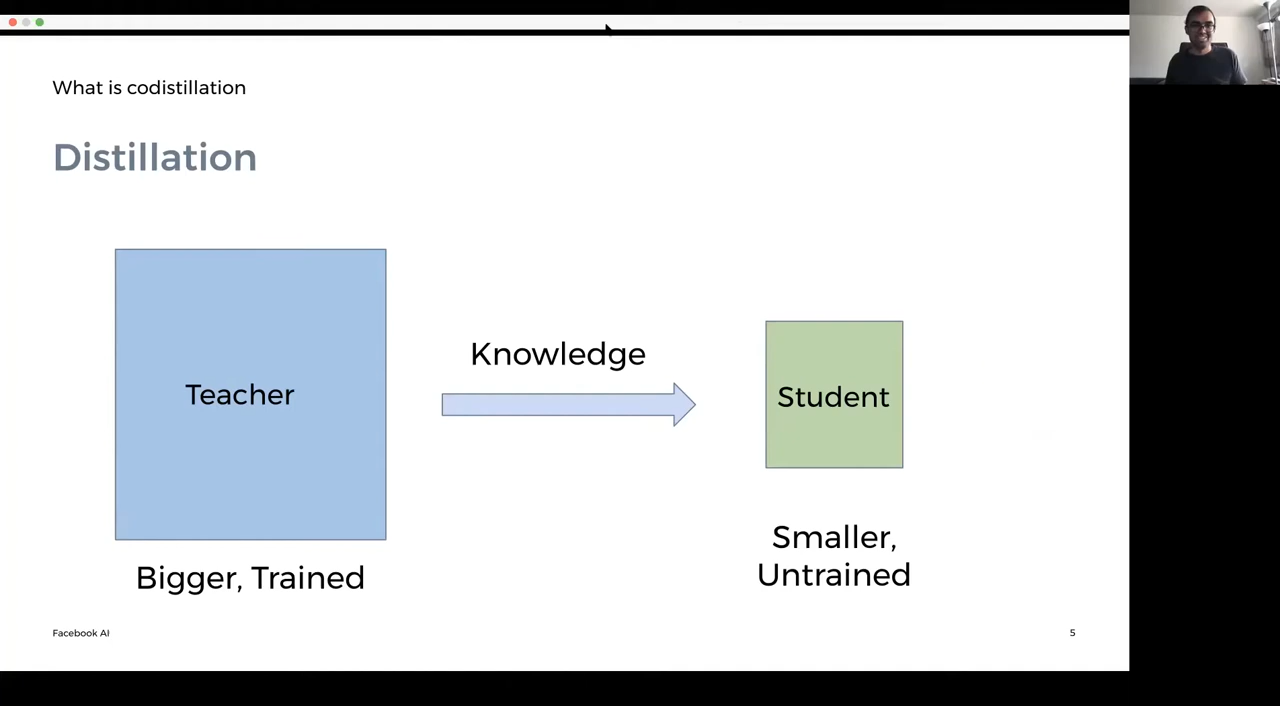 What is codistillation
Distillation
Teacher
Knowledge
Student
Bigger, Trained
Smaller,
Untrained
Facebook AI
5